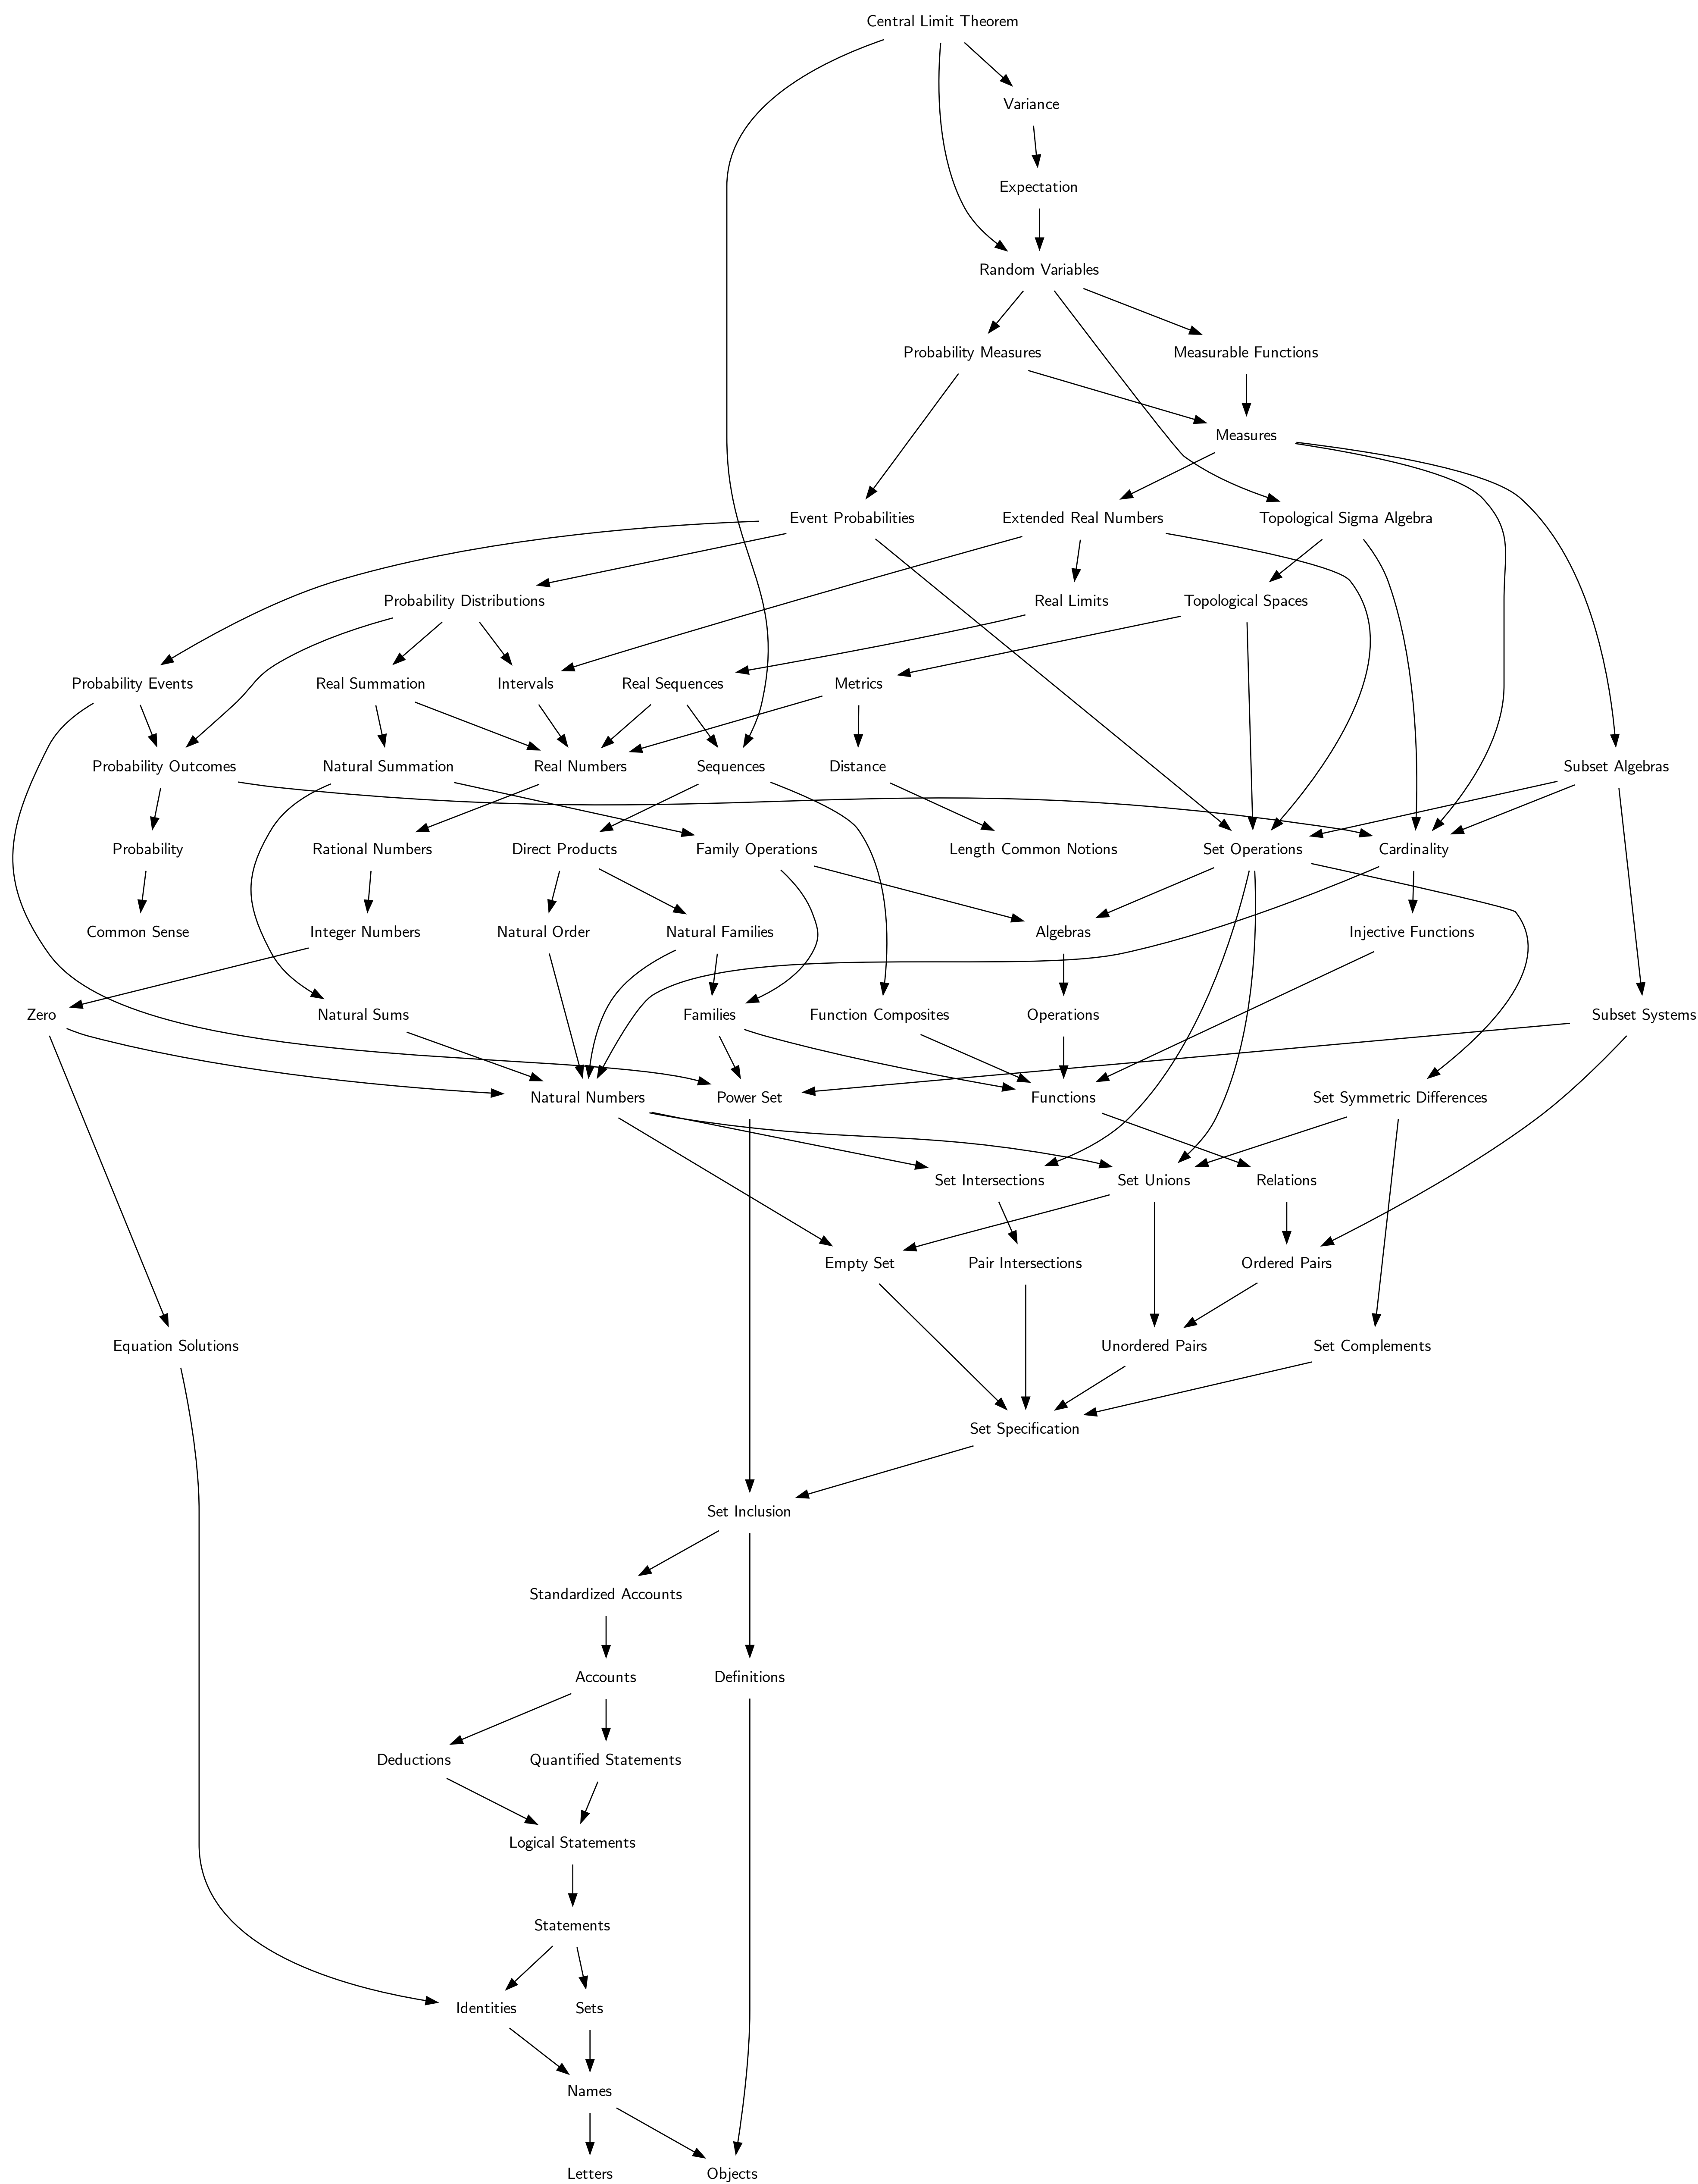 Central Limit Theorem
Variance
Expectation
Random Variables
Probability Measures
Measurable Functions
Measures
Event Probabilities
Extended Real Numbers
Topological Sigma Algebra
Probability Distributions
Real Limits
Topological Spaces
Probability Events
Real Summation
Intervals
Real Sequences
Metrics
Probability Outcomes
Natural Summation
Real Numbers
Sequences
Distance
Subset Algebras
Probability
Rational Numbers
Direct Products
Family Operations
Length Common Notions
Set Operations
Cardinality
Common Sense
Integer Numbers
Natural Order
Natural Families
Algebras
Injective Functions
Zero
Natural Sums
Families
Function Composites
Operations
Subset Systems
Natural Numbers
Power Set
Functions
Set Symmetric Differences
Set Intersections
Set Unions
Relations
Empty Set
Pair Intersections
Ordered Pairs
Equation Solutions
Unordered Pairs
Set Complements
Set Specification
Set Inclusion
Standardized Accounts
Accounts
Definitions
Deductions
Quantified Statements
Logical Statements
Statements
Identities
Sets
Names
Letters
Objects